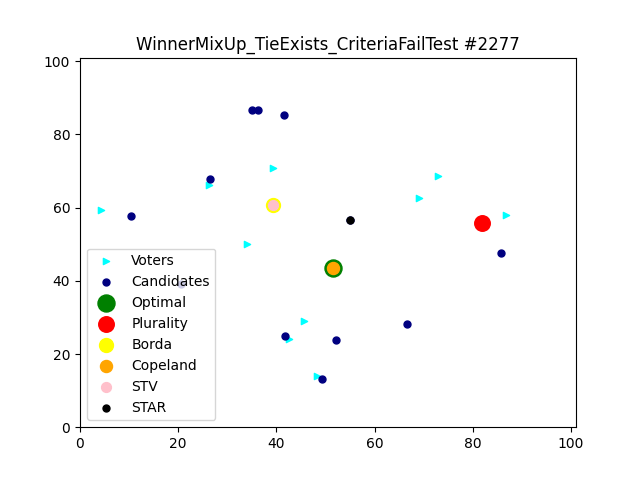 WinnerMixUp_TieExists_CriteriaFailTest #2277
100
80
60
40
20
0
Voters
Candidates
Optimal
Plurality
Borda
Copeland
STV
STAR
0 20 40 60 80 100